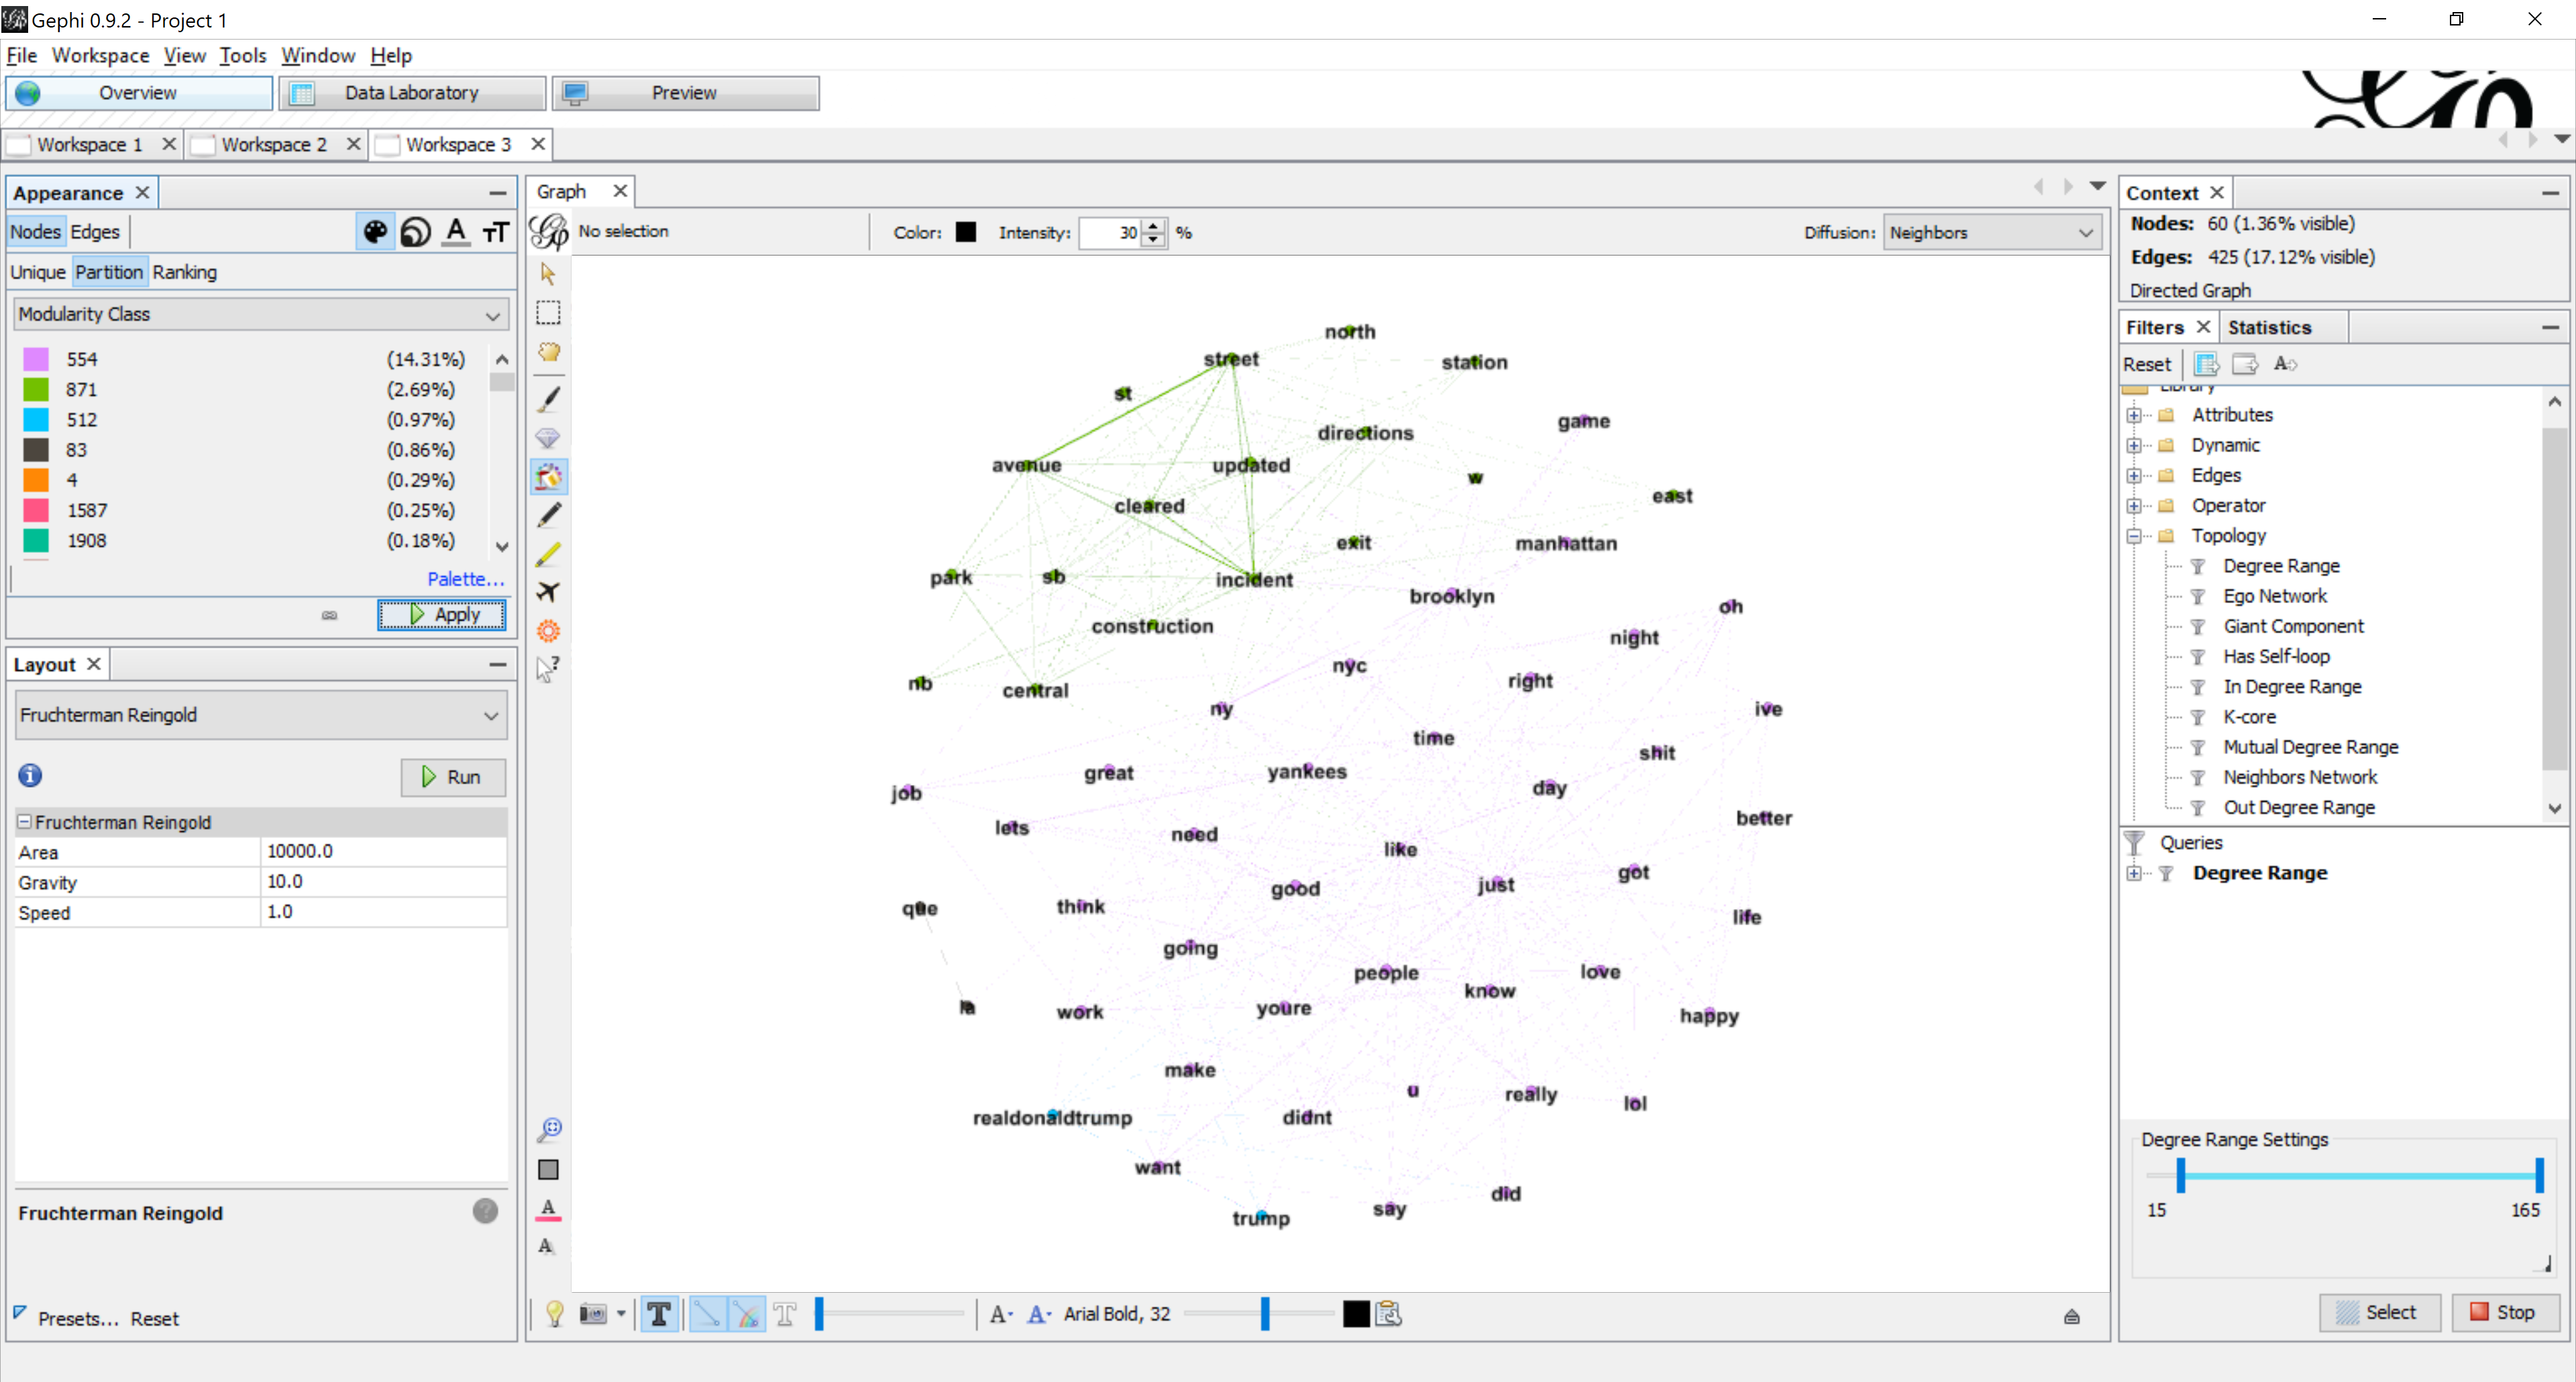 Gephi 0.9.2 - Project 1
File Workspace View Tools Window Help
Overview Data Laboratory Preview
Workspace 1 Workspace 2 Workspace 3
Appearance
Nodes Edges
Unique Partition Ranking
Modularity Class
554 (14.31%)
871 (2.69%)
512 (0.97%)
83 (0.86%)
4 (0.29%)
1587 (0.25%)
1908 (0.18%)
Palette...
Apply
Layout
Fruchterman Reingold
Run
Fruchterman Reingold
Area 10000.0
Gravity 10.0
Speed 1.0
Fruchterman Reingold
Presets... Reset
Graph
No selection Color: Intensity: 30 % Diffusion: Neighbors
north
street
station
st
game
directions
avenue
updated
w
east
cleared
exit
manhattan
park
sb
incident
brooklyn
oh
construction
night
nyc
right
nb
central
ny
ive
time
shit
great
yankees
day
job
lets
need
better
like
got
good
just
que
think
life
going
people
love
know
la
work
youre
happy
make
u
really
lol
realdonaldtrump
didnt
want
did
say
trump
Arial Bold, 32
Context
Nodes: 60 (1.36% visible)
Edges: 425 (17.12% visible)
Directed Graph
Filters Statistics
Reset
Library
Attributes
Dynamic
Edges
Operator
Topology
Degree Range
Ego Network
Giant Component
Has Self-loop
In Degree Range
K-core
Mutual Degree Range
Neighbors Network
Out Degree Range
Queries
Degree Range
Degree Range Settings
15 165
Select Stop